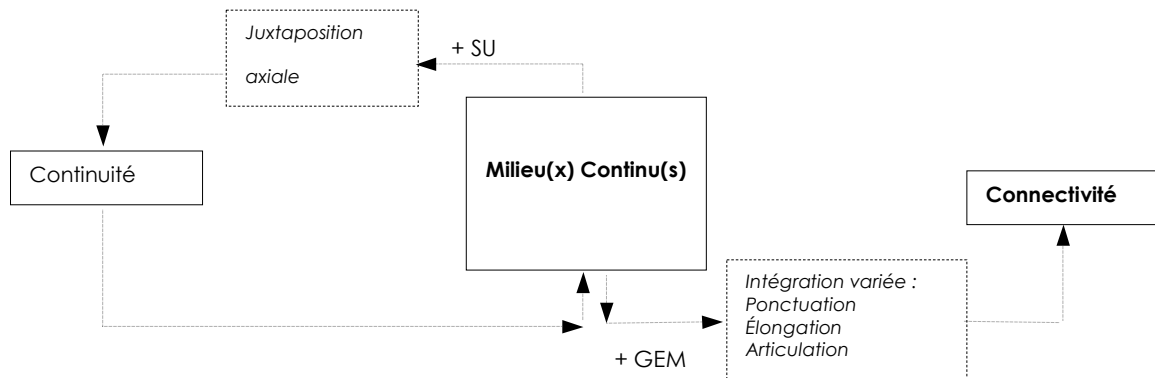 Juxtaposition
axiale
+ SU
Continuité
Milieu(x) Continu(s)
Connectivité
Intégration variée :
Ponctuation
Élongation
Articulation
+ GEM